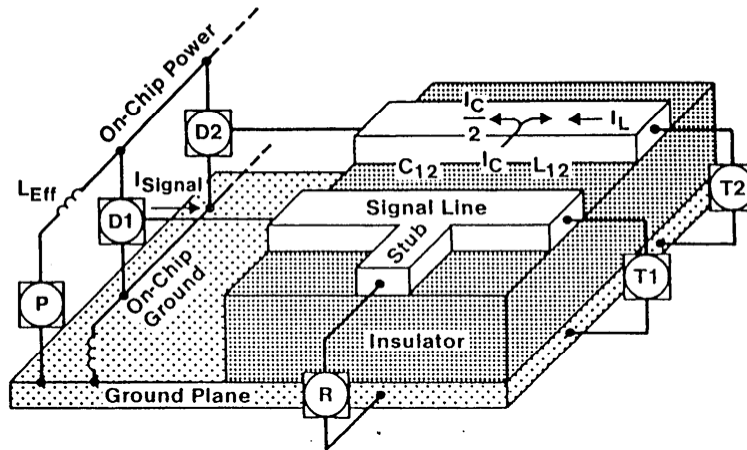 On-Chip Power
D2
I_C
2
I_L
C_12
I_C
L_12
L_Eff
I_Signal
D1
Signal Line
T2
Stub
T1
On-Chip
Ground
P
Insulator
R
Ground Plane